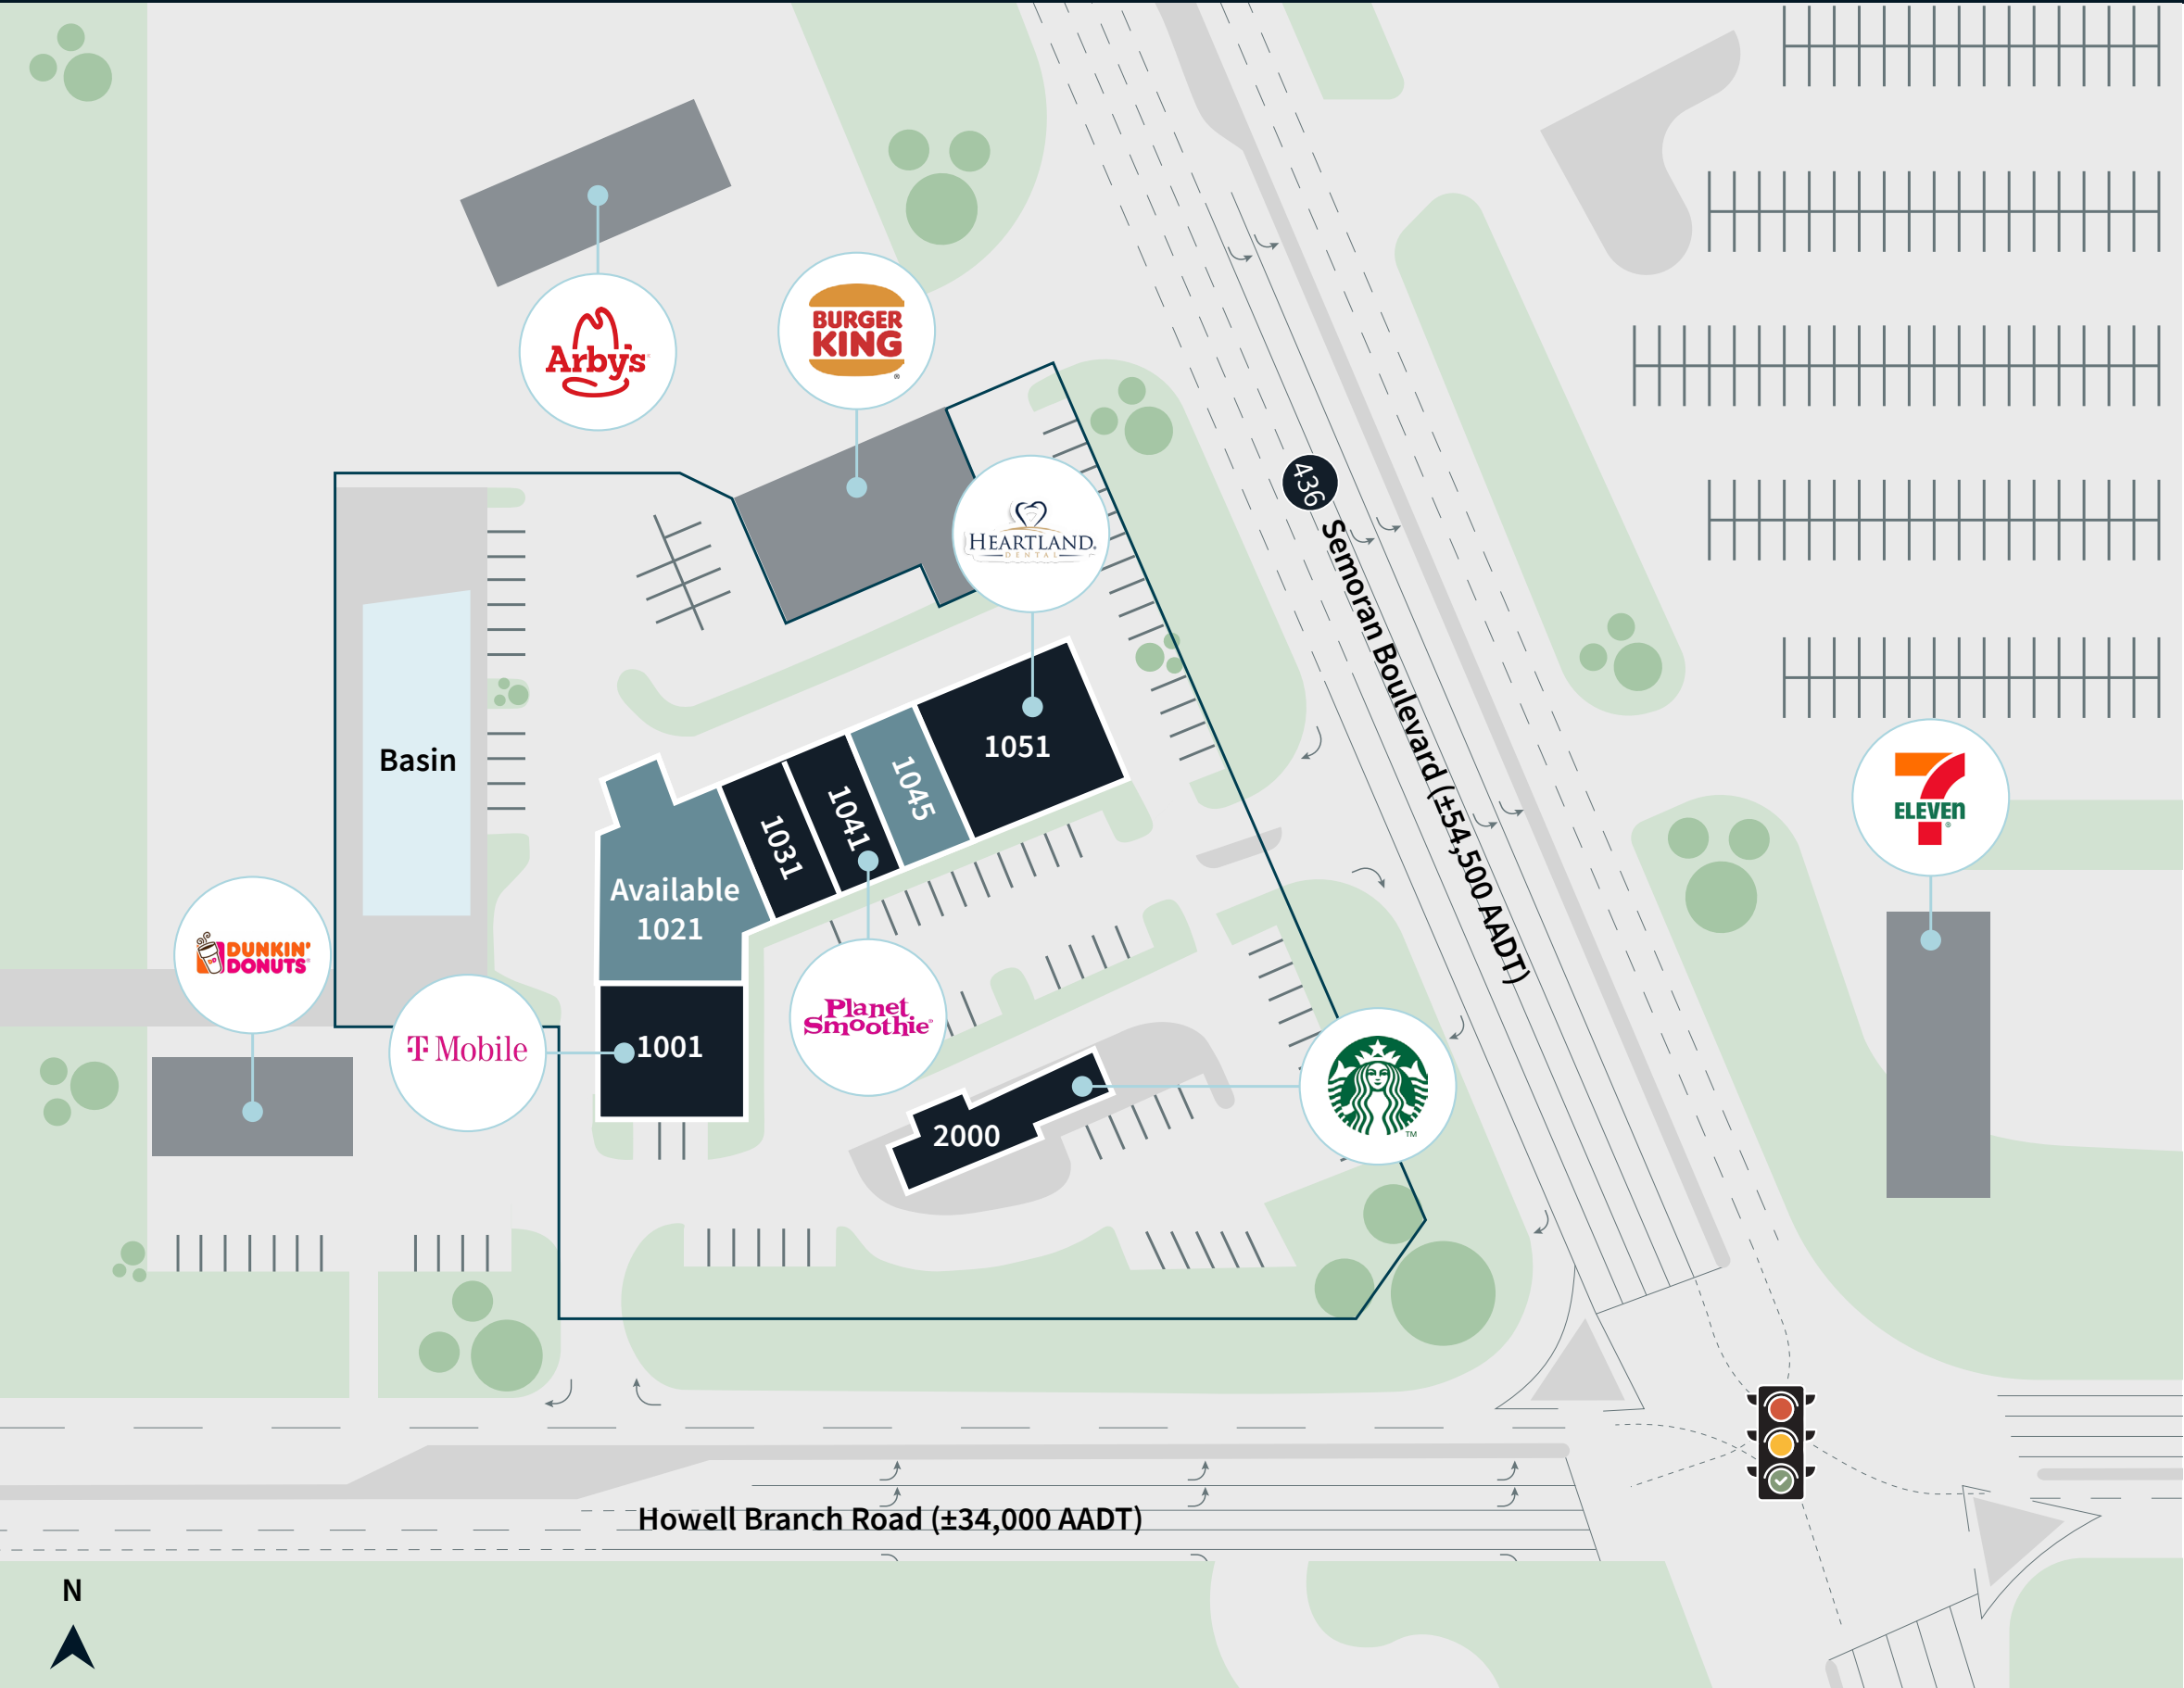 BURGER
KING
®
Arby's
436
HEARTLAND
DENTAL
Semoran Boulevard (±54,500 AADT)
1051
Basin
1045
1041
1031
7
ELEVEN
®
Available
1021
DUNKIN'
DONUTS
Planet
Smoothie
T Mobile
1001
2000
TM
Howell Branch Road (±34,000 AADT)
N